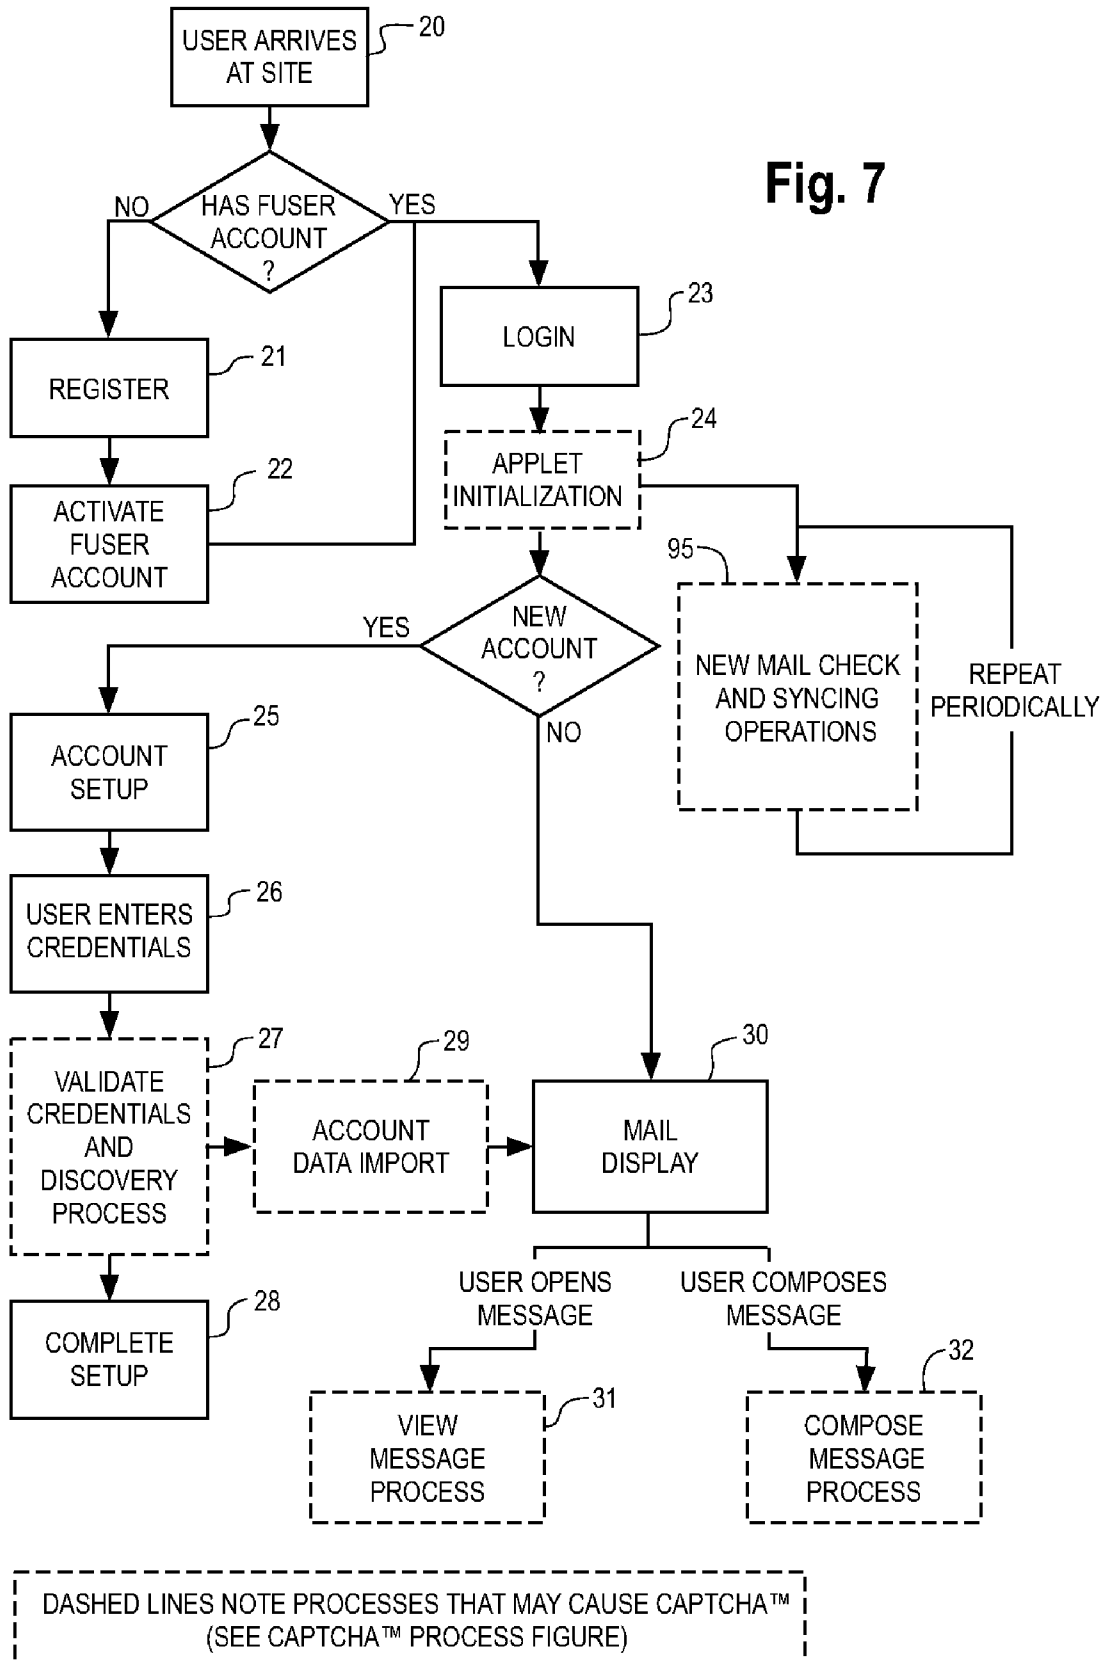 USER ARRIVES
AT SITE
20
Fig. 7
HAS FUSER
ACCOUNT
?
NO
YES
LOGIN
23
REGISTER
21
ACTIVATE
FUSER
ACCOUNT
22
APPLET
INITIALIZATION
24
95
NEW MAIL CHECK
AND SYNCING
OPERATIONS
REPEAT
PERIODICALLY
NEW
ACCOUNT
?
YES
NO
ACCOUNT
SETUP
25
USER ENTERS
CREDENTIALS
26
VALIDATE
CREDENTIALS
AND
DISCOVERY
PROCESS
27
ACCOUNT
DATA IMPORT
29
MAIL
DISPLAY
30
COMPLETE
SETUP
28
USER OPENS
MESSAGE
USER COMPOSES
MESSAGE
VIEW
MESSAGE
PROCESS
31
COMPOSE
MESSAGE
PROCESS
32
DASHED LINES NOTE PROCESSES THAT MAY CAUSE CAPTCHA™
(SEE CAPTCHA™ PROCESS FIGURE)